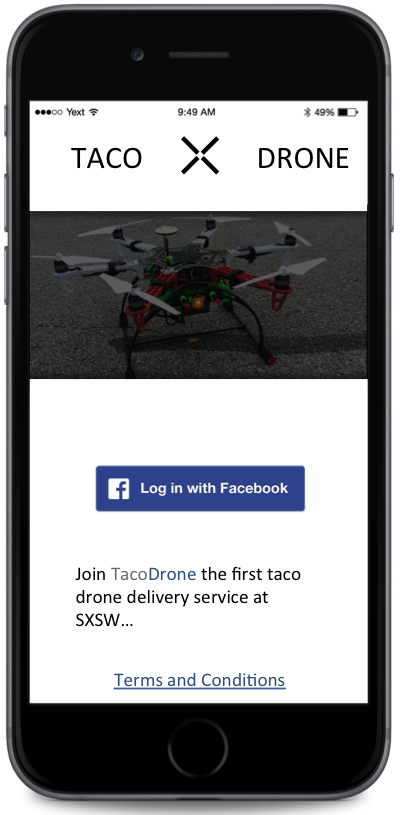 Yext 9:49 AM 49%
TACO DRONE
Log in with Facebook
Join TacoDrone the first taco
drone delivery service at
SXSW...
Terms and Conditions